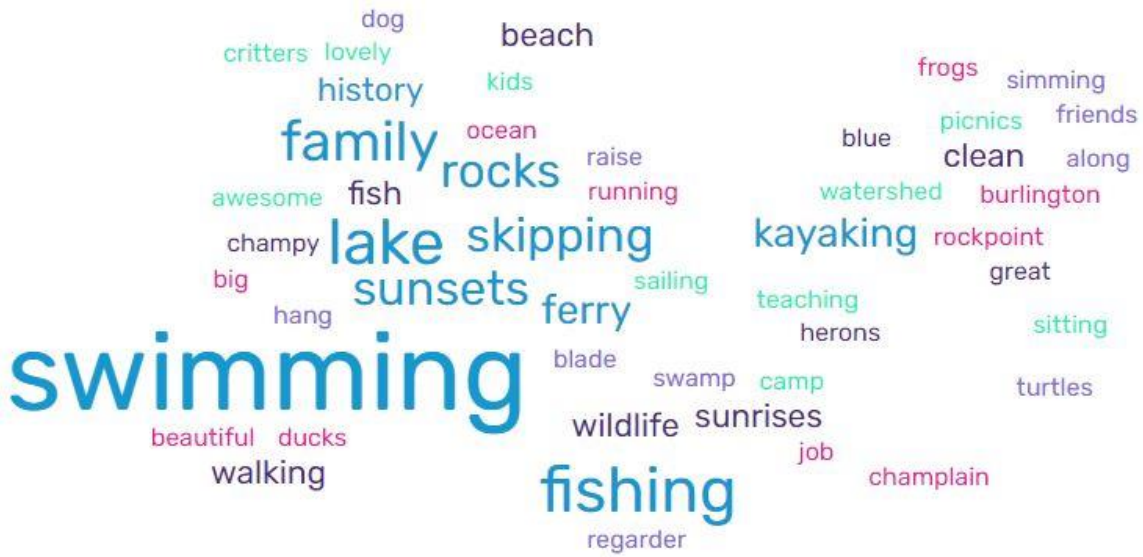 dog
beach
critters lovely
frogs
simming
history
kids
friends
picnics
family
ocean
blue
rocks
raise
clean
along
awesome
fish
running
watershed
burlington
champy
lake
skipping
kayaking
rockpoint
big
sunsets
sailing
great
hang
ferry
teaching
herons
sitting
swimming
blade
swamp
camp
turtles
beautiful
ducks
wildlife
sunrises
walking
job
fishing
champlain
regarder